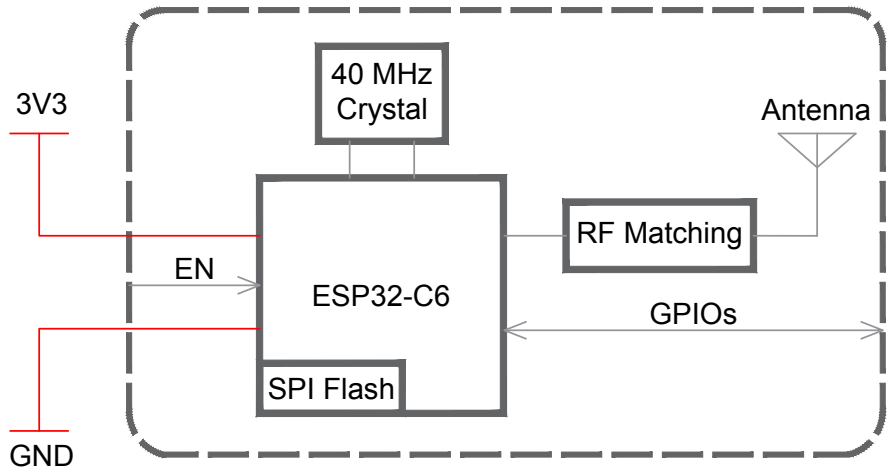 40 MHz
Crystal
3V3
Antenna
RF Matching
EN
ESP32-C6
GPIOs
SPI Flash
GND